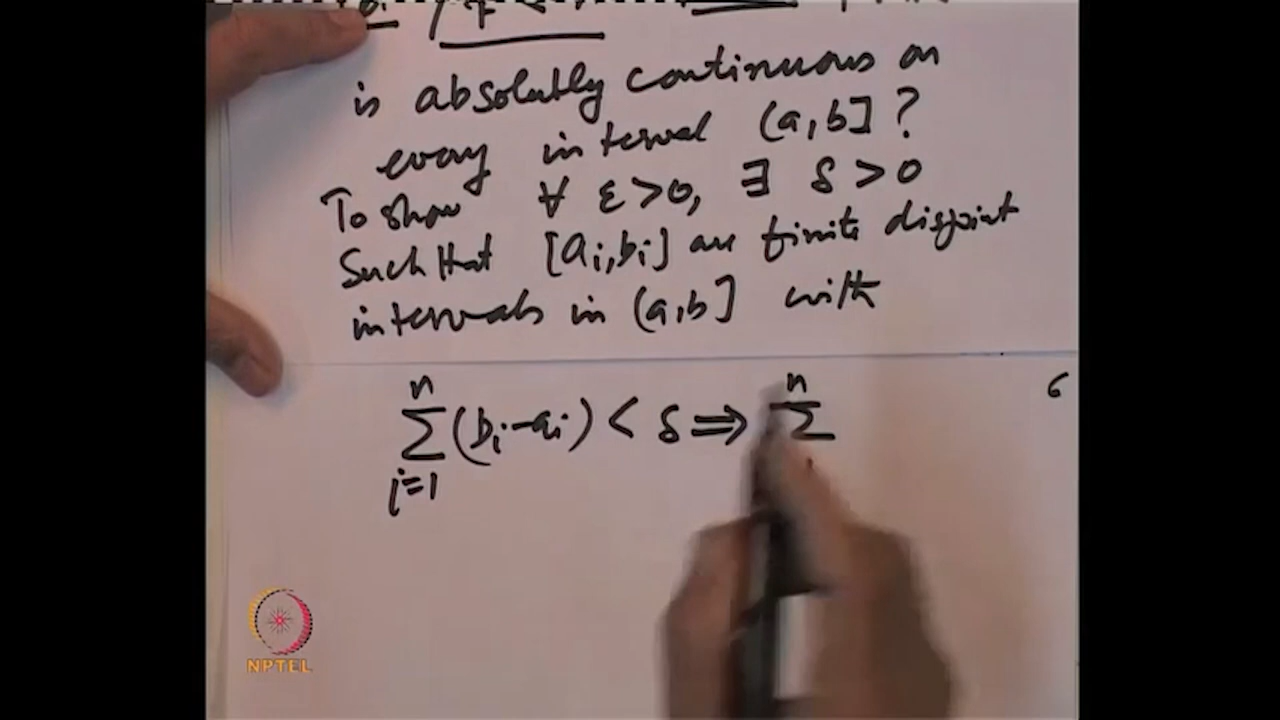 is absolutely continuous on
every interval (a,b] ?
To show ∀ ε>0, ∃ δ>0
Such that [ai,bi] are finite disjoint
intervals in (a,b] with
6
n n
∑(bi-ai) < δ ⟹ ∑
i=1
NPTEL